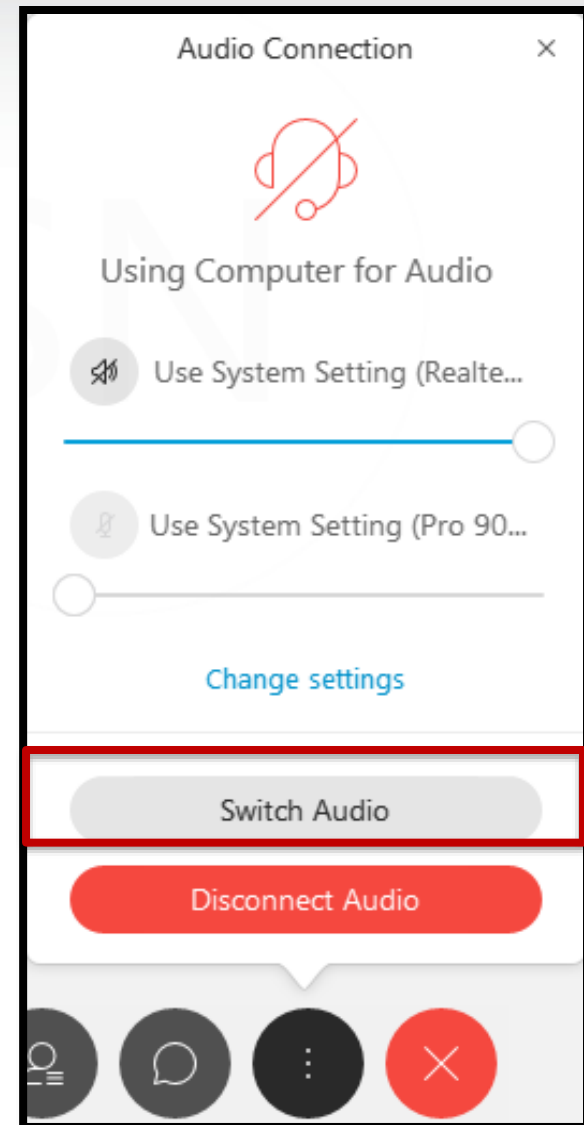 Audio Connection
Using Computer for Audio
Use System Setting (Realte...
Use System Setting (Pro 90...
Change settings
Switch Audio
Disconnect Audio